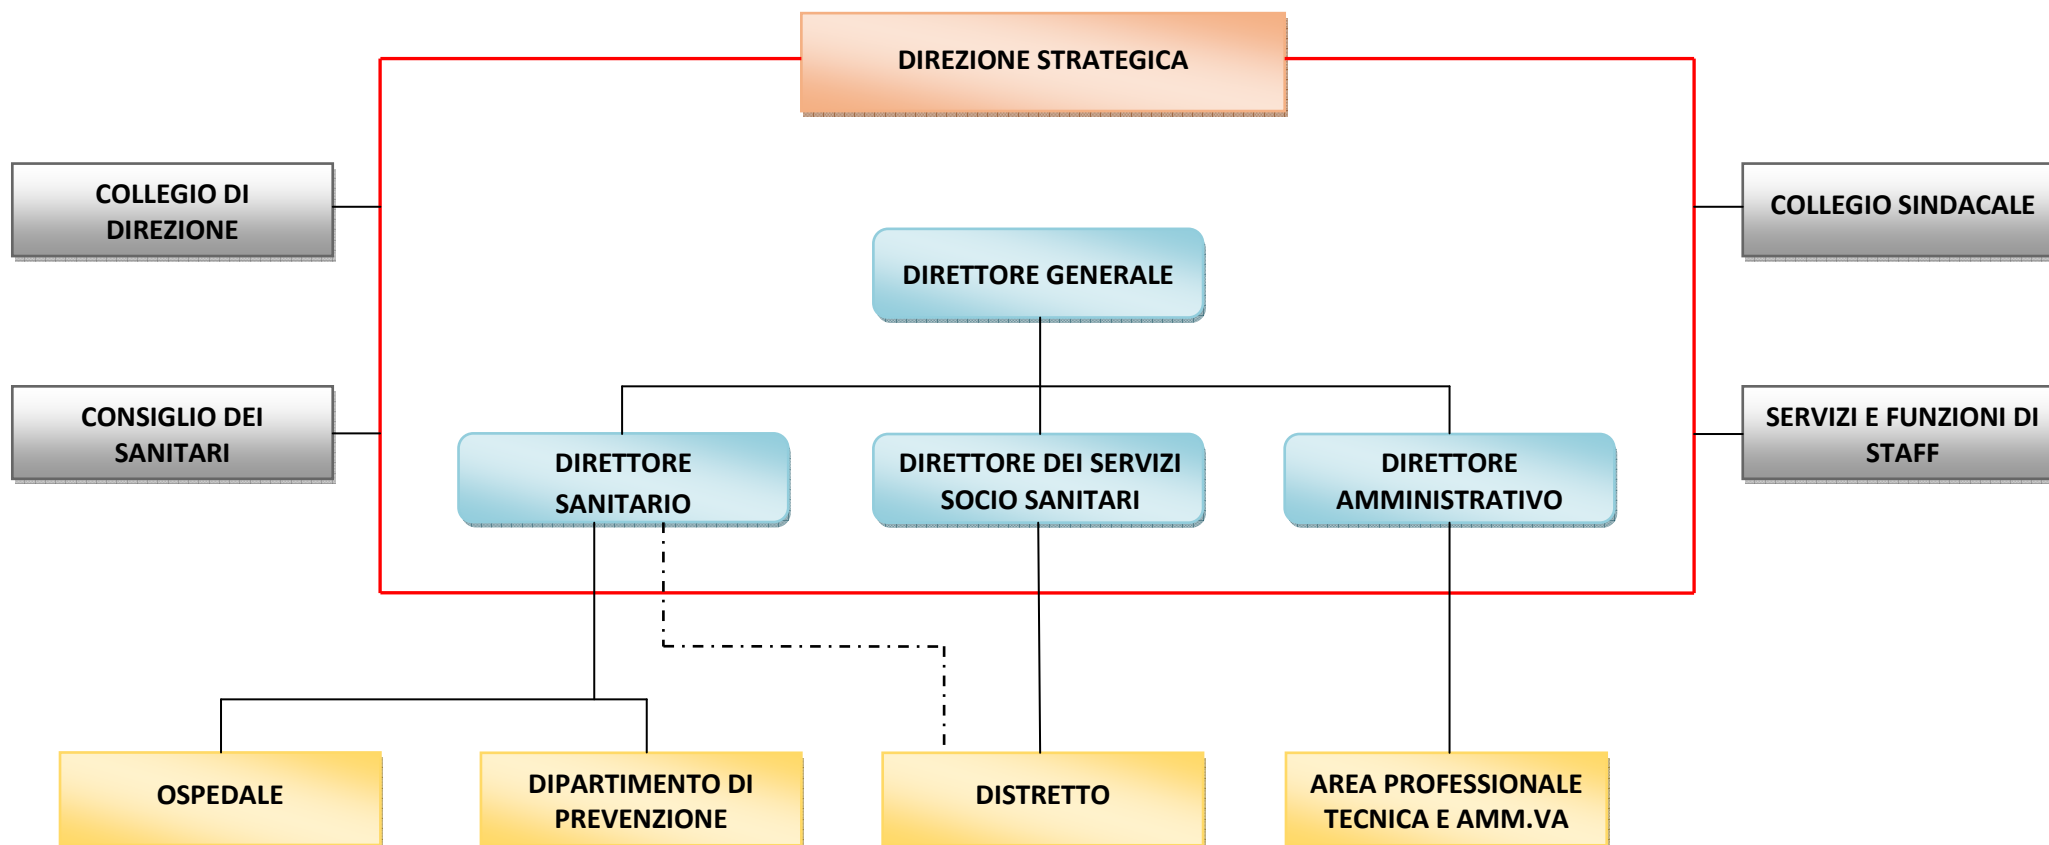 DIREZIONE STRATEGICA
COLLEGIO DI
DIREZIONE
COLLEGIO SINDACALE
DIRETTORE GENERALE
CONSIGLIO DEI
SANITARI
SERVIZI E FUNZIONI DI
STAFF
DIRETTORE
SANITARIO
DIRETTORE DEI SERVIZI
SOCIO SANITARI
DIRETTORE
AMMINISTRATIVO
OSPEDALE
DIPARTIMENTO DI
PREVENZIONE
DISTRETTO
AREA PROFESSIONALE
TECNICA E AMM.VA